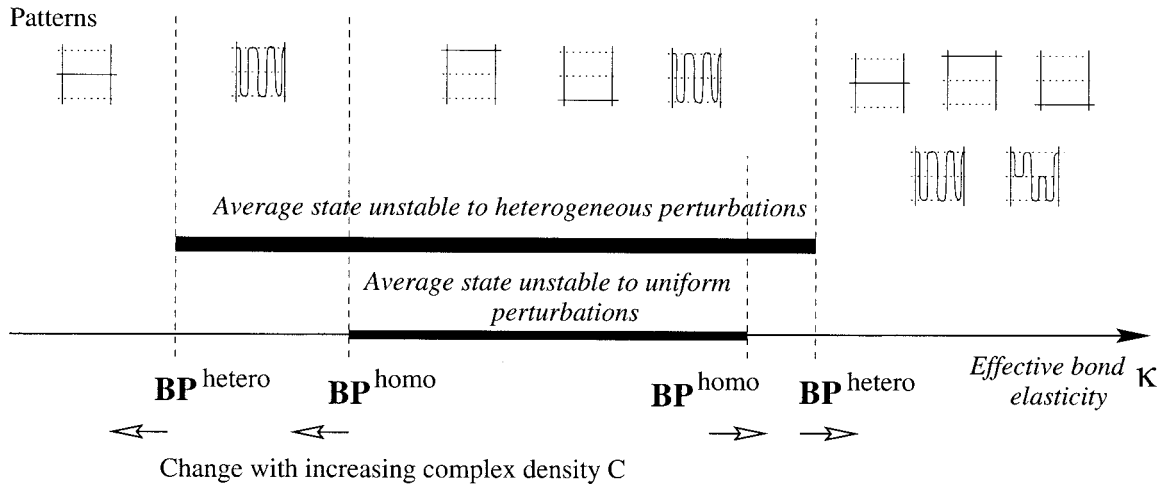 Patterns
Average state unstable to heterogeneous perturbations
Average state unstable to uniform
perturbations
BP hetero
BP homo
BP homo
BP hetero
Effective bond κ
elasticity
Change with increasing complex density C